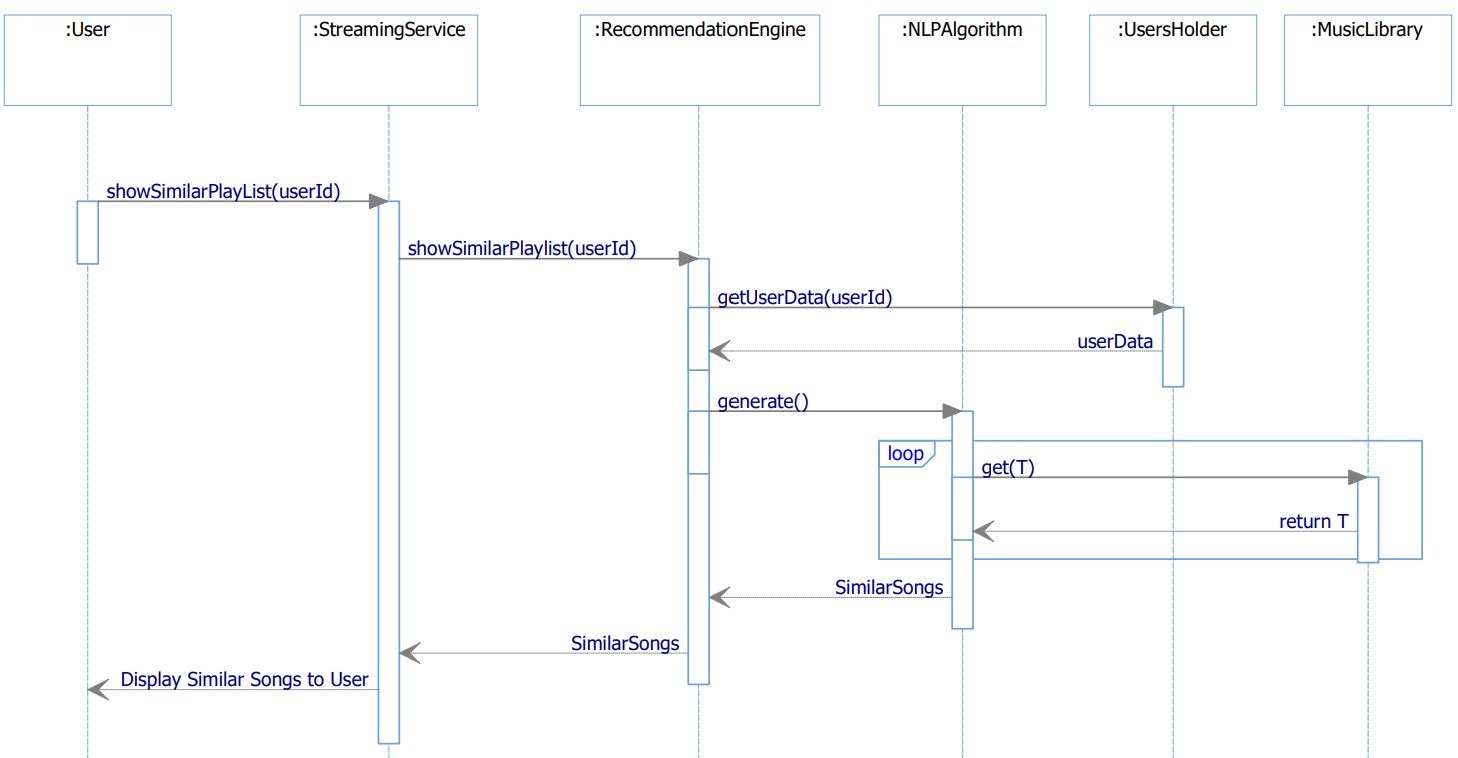 :User
:StreamingService
:RecommendationEngine
:NLPAlgorithm
:UsersHolder
:MusicLibrary
showSimilarPlayList(userId)
showSimilarPlaylist(userId)
getUserData(userId)
userData
generate()
loop
get(T)
return T
SimilarSongs
SimilarSongs
Display Similar Songs to User